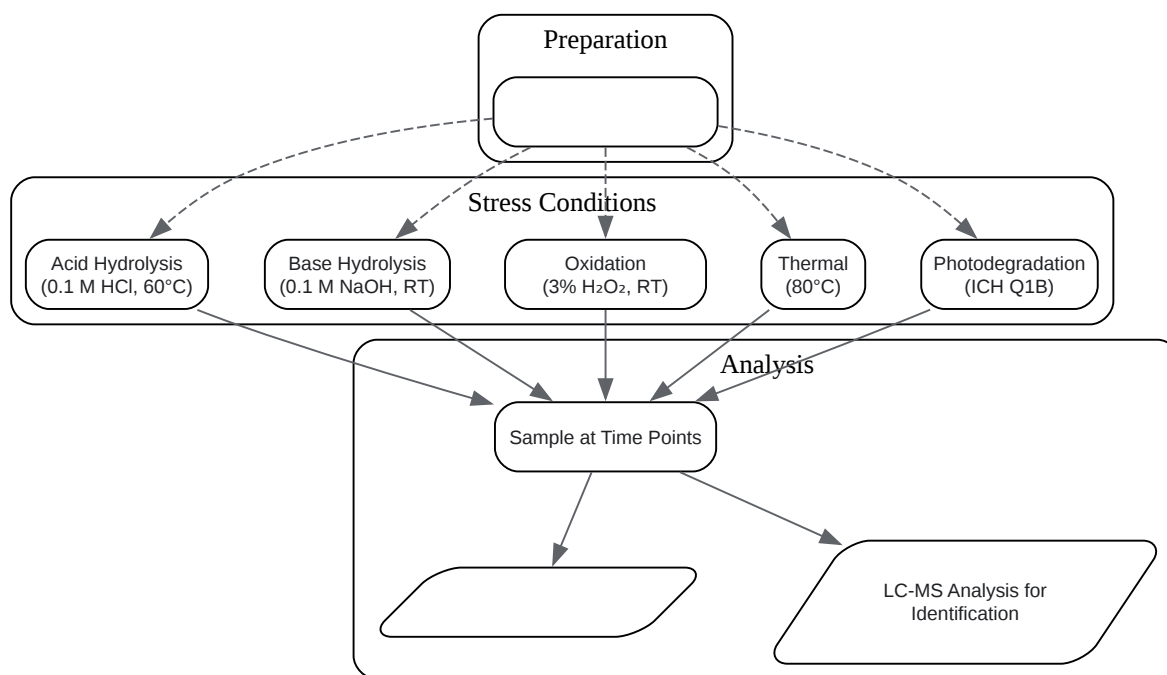 Preparation
Stress Conditions
Acid Hydrolysis
(0.1 M HCl, 60°C)
Base Hydrolysis
(0.1 M NaOH, RT)
Oxidation
(3% H₂O₂, RT)
Thermal
(80°C)
Photodegradation
(ICH Q1B)
Analysis
Sample at Time Points
LC-MS Analysis for
Identification